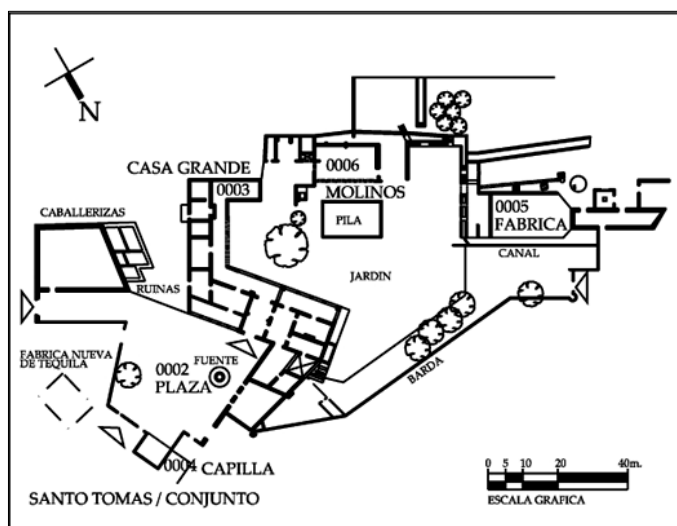 N
CASA GRANDE
0003
0006
MOLINOS
PILA
0005
FABRICA
CABALLERIZAS
CANAL
JARDIN
RUINAS
FABRICA NUEVA
DE TEQUILA
0002
PLAZA
FUENTE
BARDA
0004 CAPILLA
SANTO TOMAS / CONJUNTO
0 5 10 20 40m.
ESCALA GRAFICA